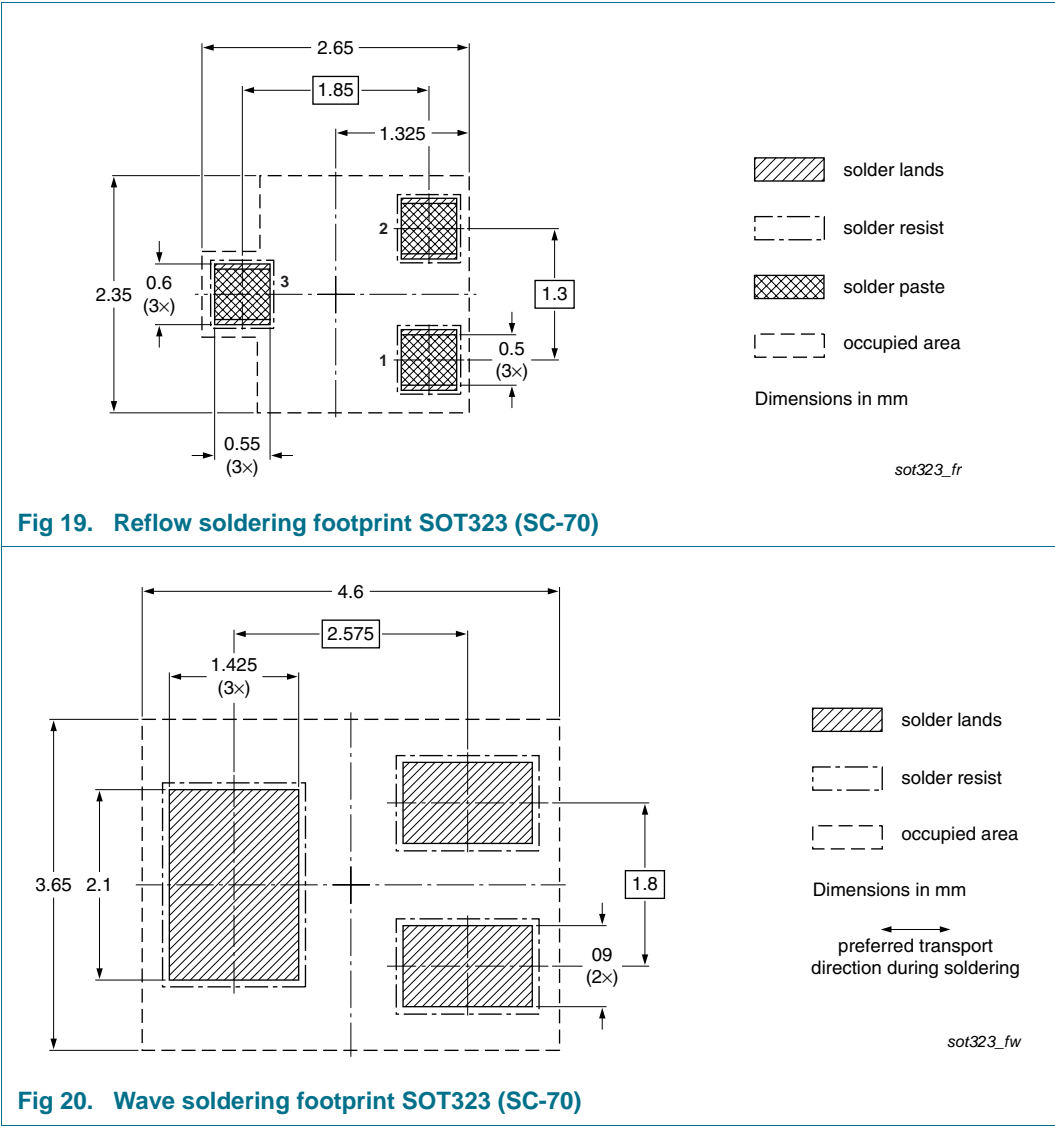 2.65
1.85
1.325
solder lands
2
solder resist
0.6
(3×)
3
solder paste
2.35
1.3
1
0.5
(3×)
occupied area
Dimensions in mm
0.55
(3×)
sot323_fr
Fig 19. Reflow soldering footprint SOT323 (SC-70)
4.6
2.575
1.425
(3×)
solder lands
solder resist
occupied area
3.65
2.1
1.8
Dimensions in mm
preferred transport
direction during soldering
09
(2×)
sot323_fw
Fig 20. Wave soldering footprint SOT323 (SC-70)